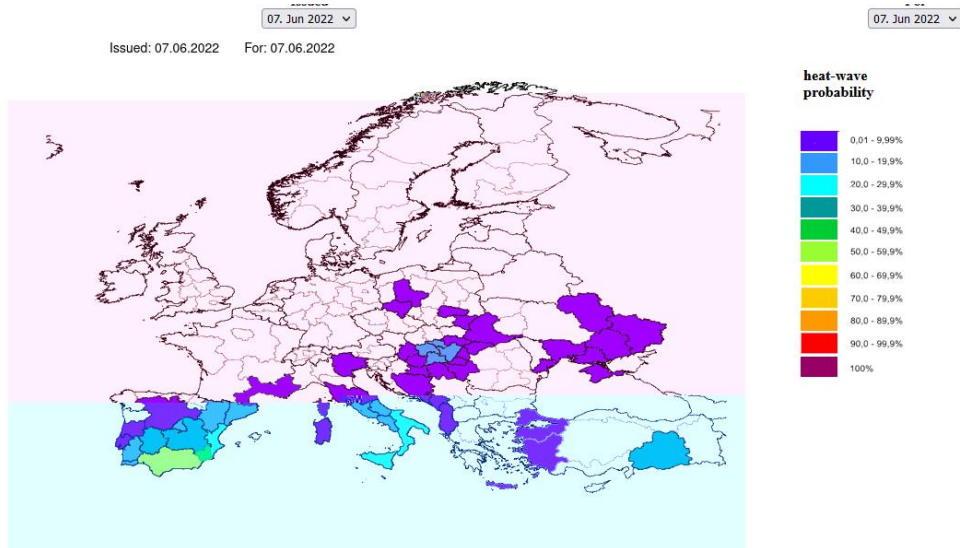 Issued
07. Jun 2022
For
07. Jun 2022
Issued: 07.06.2022 For: 07.06.2022
heat-wave
probability
0,01 - 9,99%
10,0 - 19,9%
20,0 - 29,9%
30,0 - 39,9%
40,0 - 49,9%
50,0 - 59,9%
60,0 - 69,9%
70,0 - 79,9%
80,0 - 89,9%
90,0 - 99,9%
100%